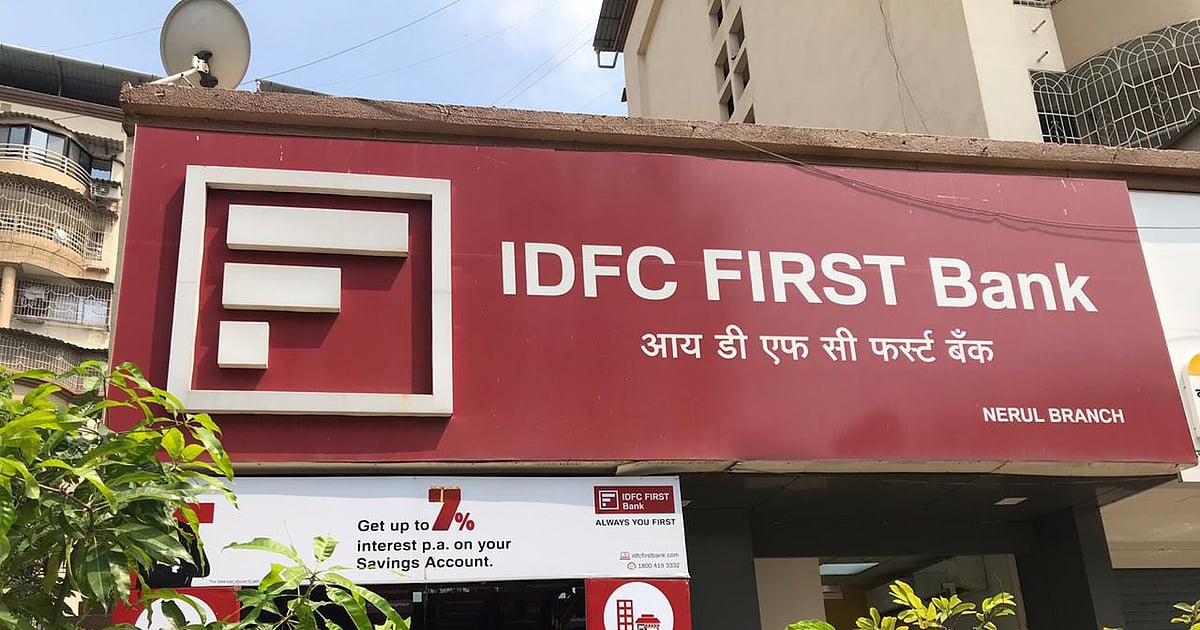 IDFC FIRST Bank
आय डी एफ सी फर्स्ट बँक
NERUL BRANCH
Get up to 7%
interest p.a. on your
Savings Account.
IDFC FIRST
Bank
ALWAYS YOU FIRST
idfcfirstbank.com
1800 419 3332